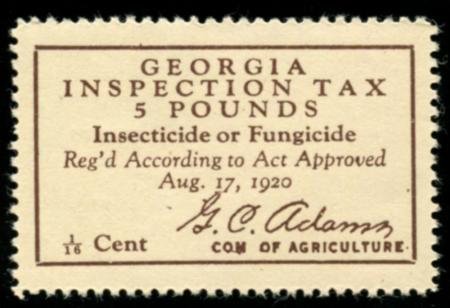 GEORGIA
INSPECTION TAX
5 POUNDS
Insecticide or Fungicide
Reg'd According to Act Approved
Aug. 17, 1920
G. C. Adams
1/16 Cent
COM OF AGRICULTURE.